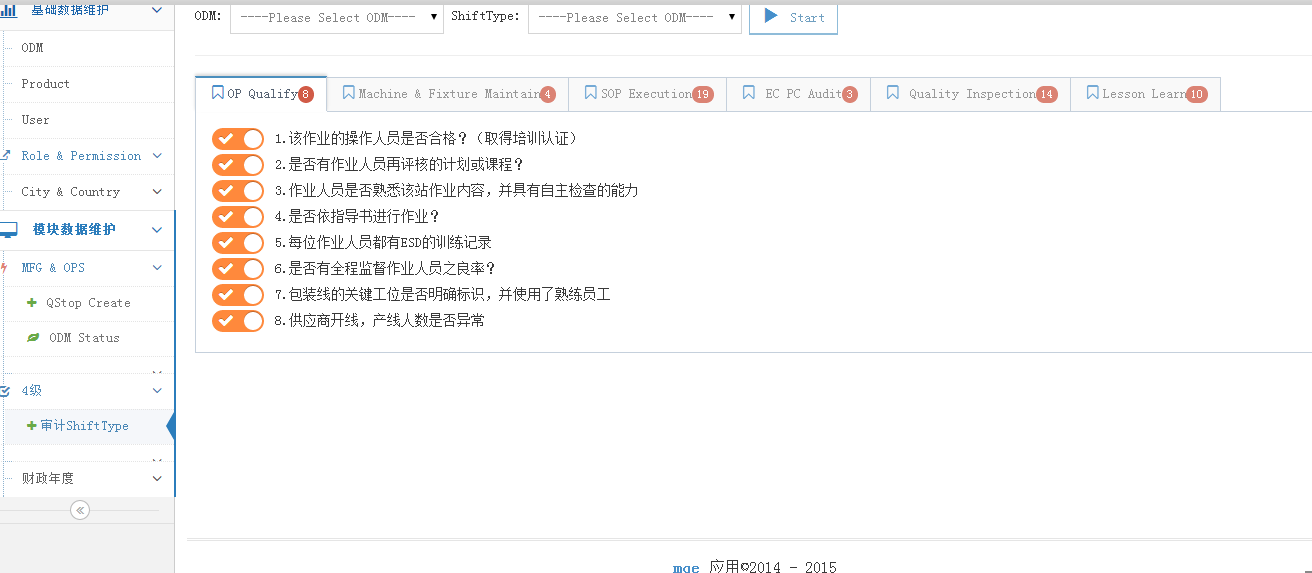 基础数据维护
ODM
Product
User
Role & Permission
City & Country
模块数据维护
MFG & OPS
QStop Create
ODM Status
4级
审计ShiftType
财政年度
ODM: ----Please Select ODM---- ShiftType: ----Please Select ODM---- Start
OP Qualify 8 Machine & Fixture Maintain 4 SOP Execution 19 EC PC Audit 3 Quality Inspection 14 Lesson Learn 10
1.该作业的操作人员是否合格？（取得培训认证）
2.是否有作业人员再评核的计划或课程？
3.作业人员是否熟悉该站作业内容，并具有自主检查的能力
4.是否依指导书进行作业？
5.每位作业人员都有ESD的训练记录
6.是否有全程监督作业人员之良率？
7.包装线的关键工位是否明确标识，并使用了熟练员工
8.供应商开线，产线人数是否异常
mqe 应用©2014 - 2015